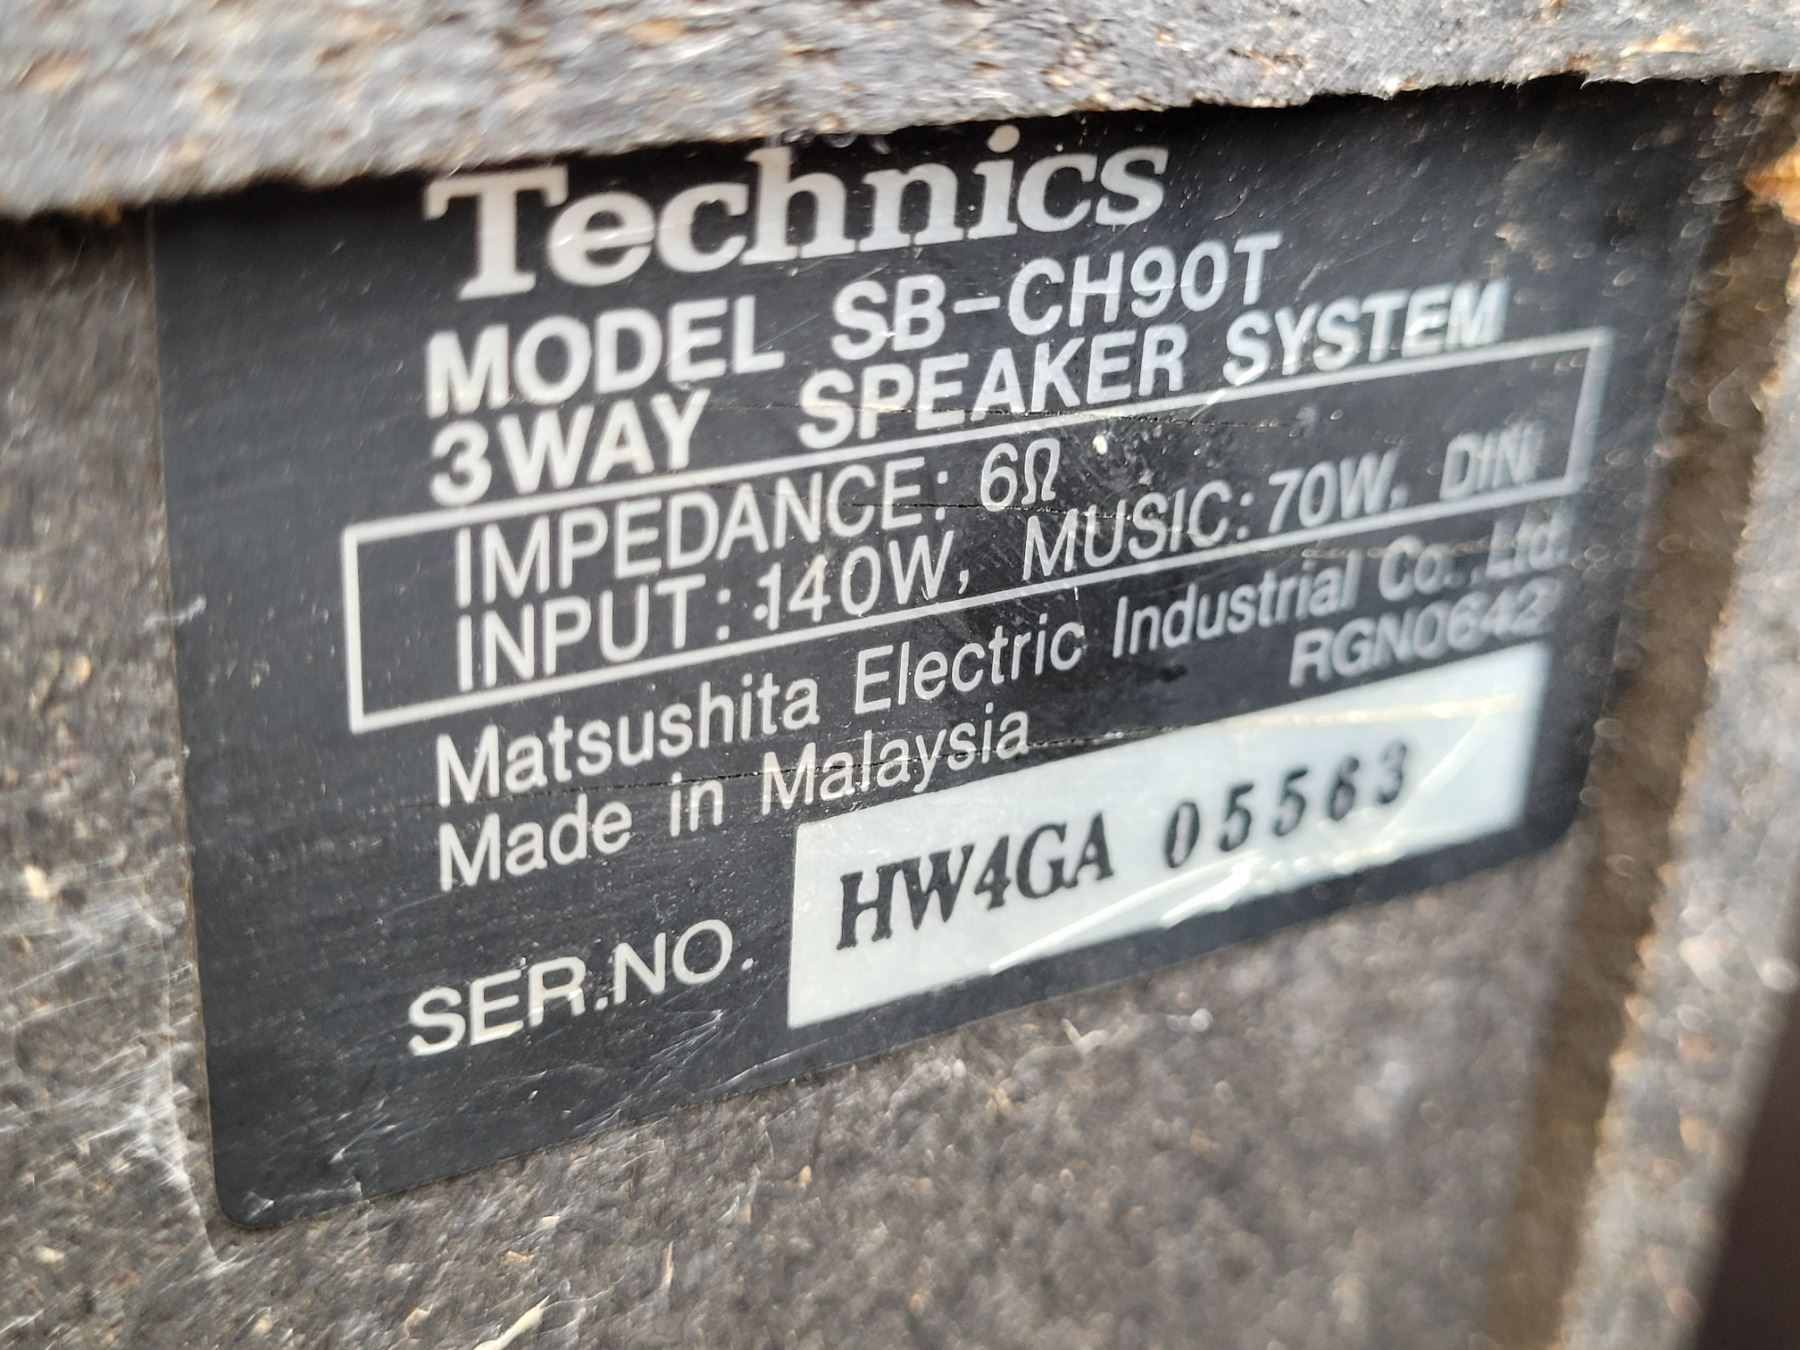 Technics
MODEL SB-CH90T
3WAY SPEAKER SYSTEM
IMPEDANCE: 6Ω
INPUT: 140W, MUSIC: 70W, DIN
Matsushita Electric Industrial Co., Ltd.
RGN0642
Made in Malaysia
SER.NO. HW4GA 05563